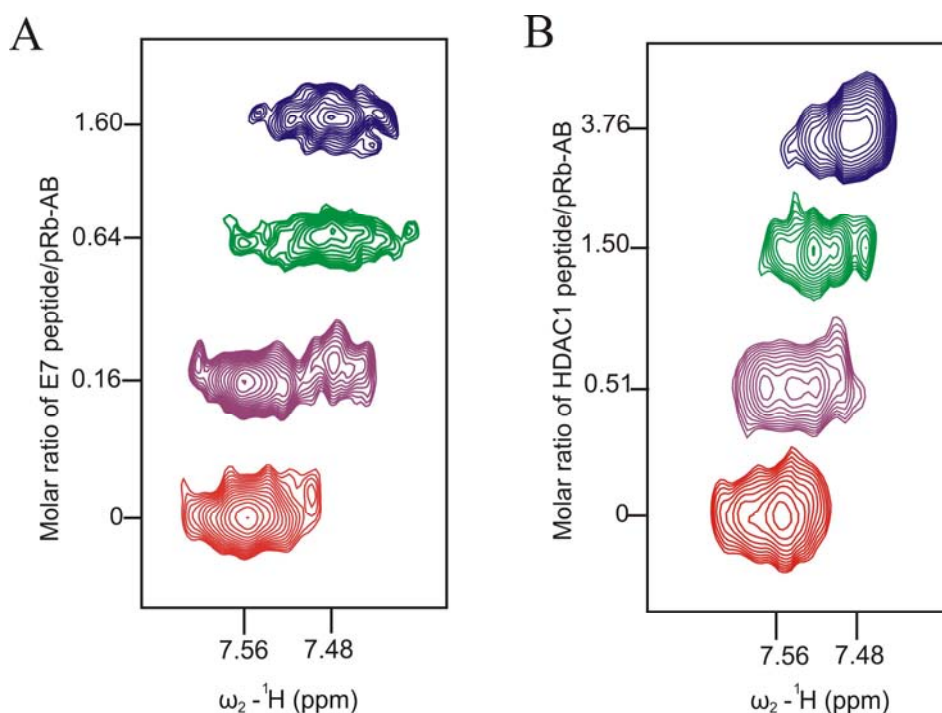 A
Molar ratio of E7 peptide/pRb-AB
1.60
0.64
0.16
0
7.56 7.48
ω₂ - ¹H (ppm)
B
Molar ratio of HDAC1 peptide/pRb-AB
3.76
1.50
0.51
0
7.56 7.48
ω₂ - ¹H (ppm)